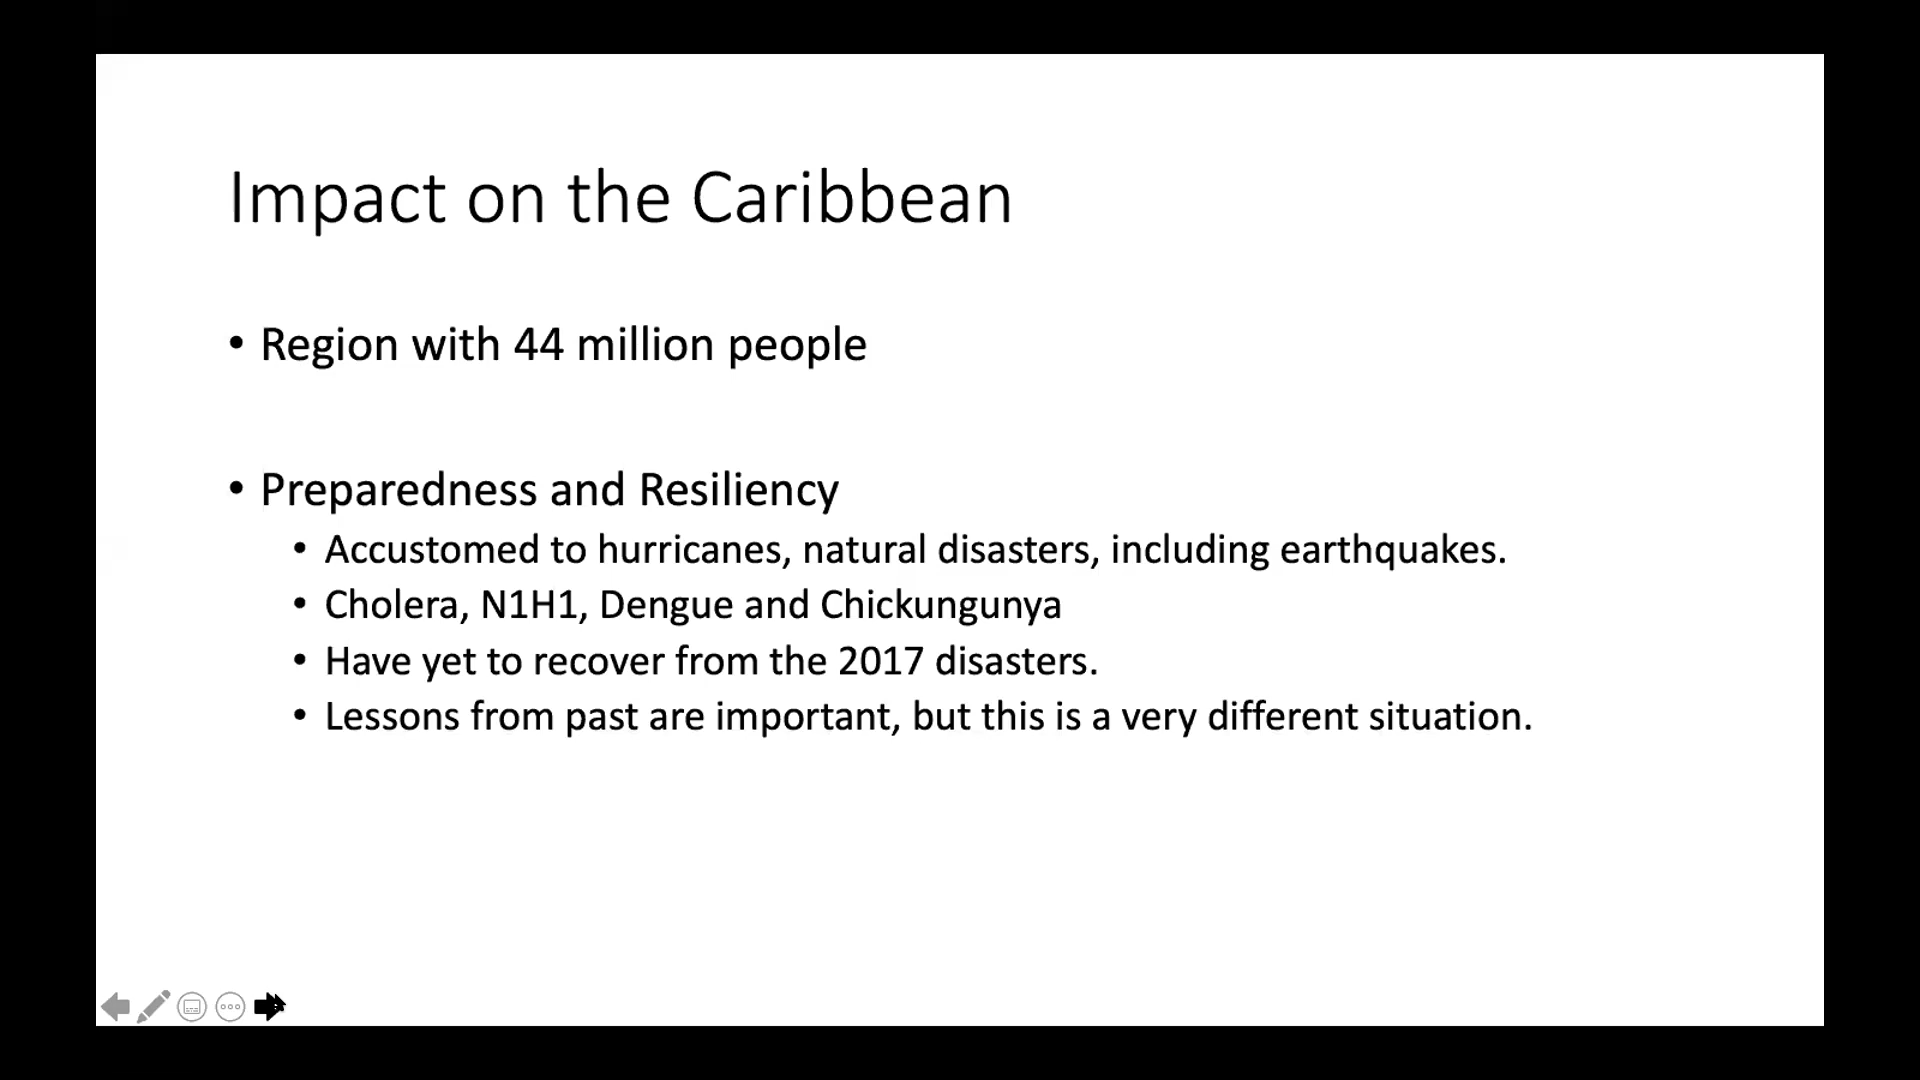 Impact on the Caribbean
• Region with 44 million people
• Preparedness and Resiliency
• Accustomed to hurricanes, natural disasters, including earthquakes.
• Cholera, N1H1, Dengue and Chickungunya
• Have yet to recover from the 2017 disasters.
• Lessons from past are important, but this is a very different situation.